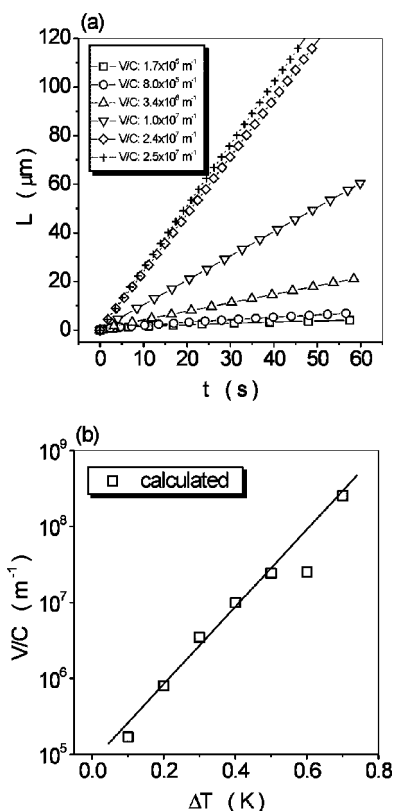 (a)
120
100
80
60
40
20
0
L (μm)
V/C: 1.7x10⁵ m⁻¹
V/C: 8.0x10⁵ m⁻¹
V/C: 3.4x10⁶ m⁻¹
V/C: 1.0x10⁷ m⁻¹
V/C: 2.4x10⁷ m⁻¹
V/C: 2.5x10⁷ m⁻¹
0 10 20 30 40 50 60
t (s)
(b)
10⁹
10⁸
10⁷
10⁶
10⁵
V/C (m⁻¹)
calculated
0.0 0.2 0.4 0.6 0.8
ΔT (K)